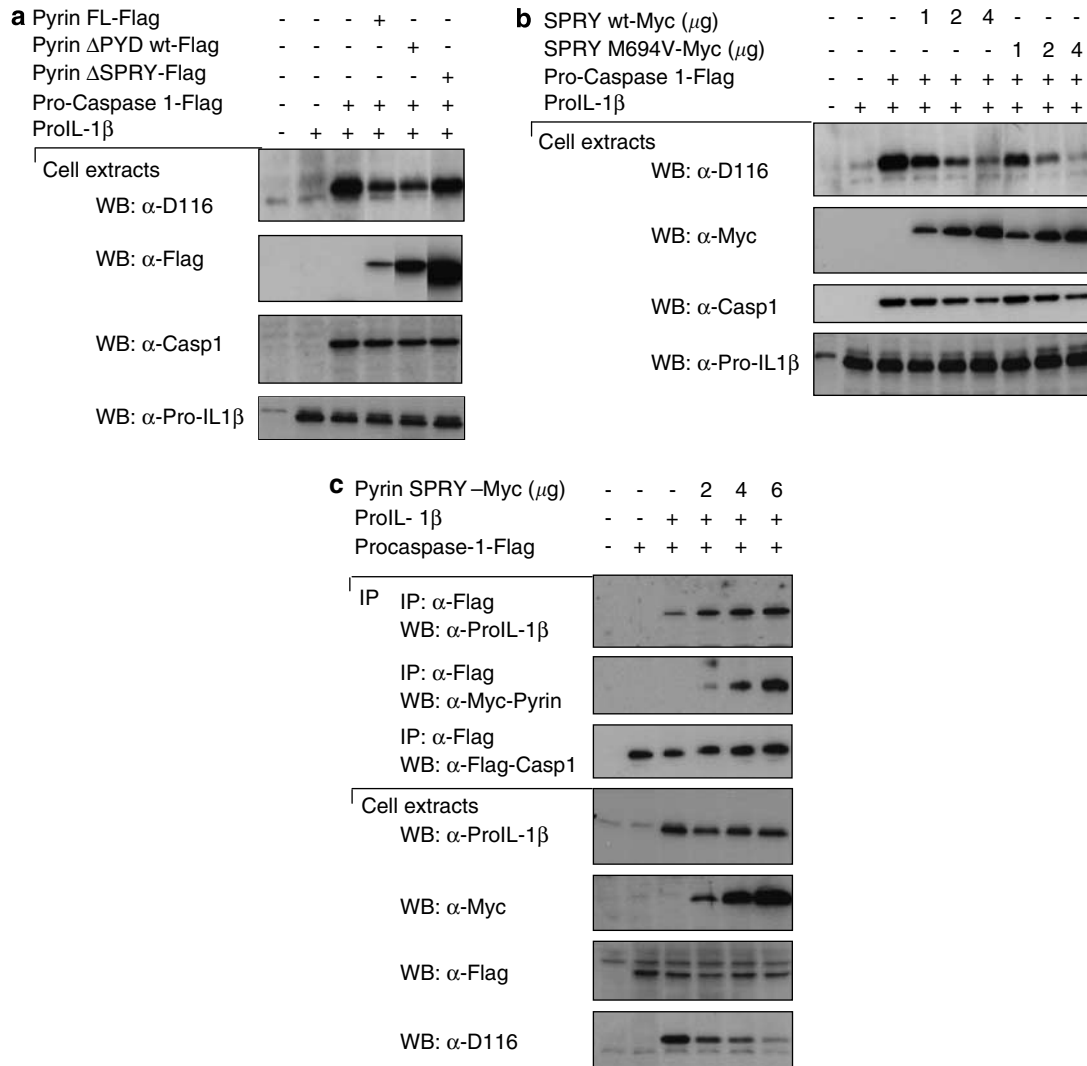 a Pyrin FL-Flag - - - + - -
Pyrin ΔPYD wt-Flag - - - - + -
Pyrin ΔSPRY-Flag - - - - - +
Pro-Caspase 1-Flag - - + + + +
ProIL-1β - + + + + +
Cell extracts
WB: α-D116
WB: α-Flag
WB: α-Casp1
WB: α-Pro-IL1β
b SPRY wt-Myc (μg) - - - 1 2 4 - - -
SPRY M694V-Myc (μg) - - - - - - 1 2 4
Pro-Caspase 1-Flag - - + + + + + + +
ProIL-1β - + + + + + + + +
Cell extracts
WB: α-D116
WB: α-Myc
WB: α-Casp1
WB: α-Pro-IL1β
c Pyrin SPRY –Myc (μg) - - - 2 4 6
ProIL- 1β - - + + + +
Procaspase-1-Flag - + + + + +
IP
IP: α-Flag
WB: α-ProIL-1β
IP: α-Flag
WB: α-Myc-Pyrin
IP: α-Flag
WB: α-Flag-Casp1
Cell extracts
WB: α-ProIL-1β
WB: α-Myc
WB: α-Flag
WB: α-D116